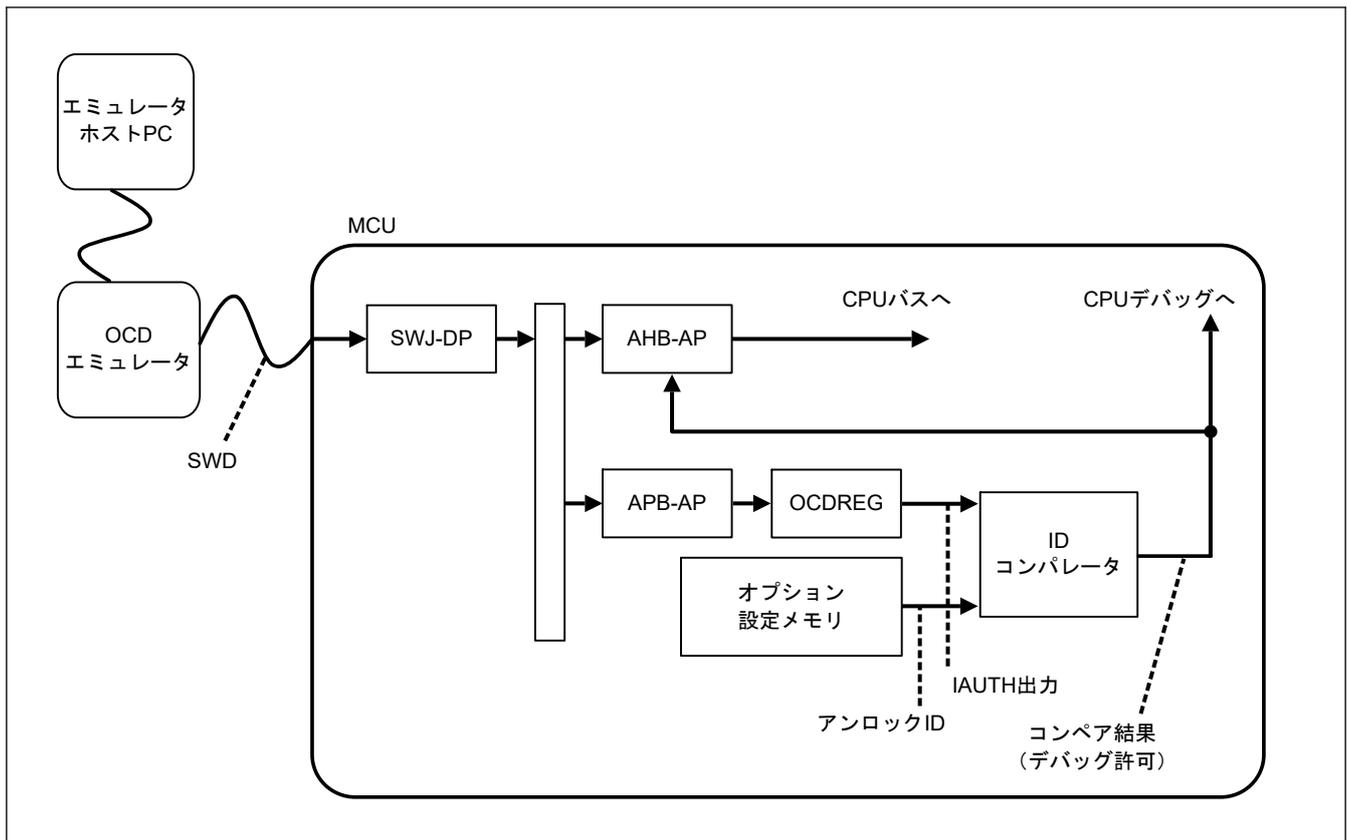 エミュレータ
ホストPC
MCU
OCD
エミュレータ
SWD
SWJ-DP
AHB-AP
CPUバスへ
CPUデバッグへ
APB-AP
OCDREG
ID
コンパレータ
オプション
設定メモリ
IAUTH出力
アンロックID
コンペア結果
（デバッグ許可）